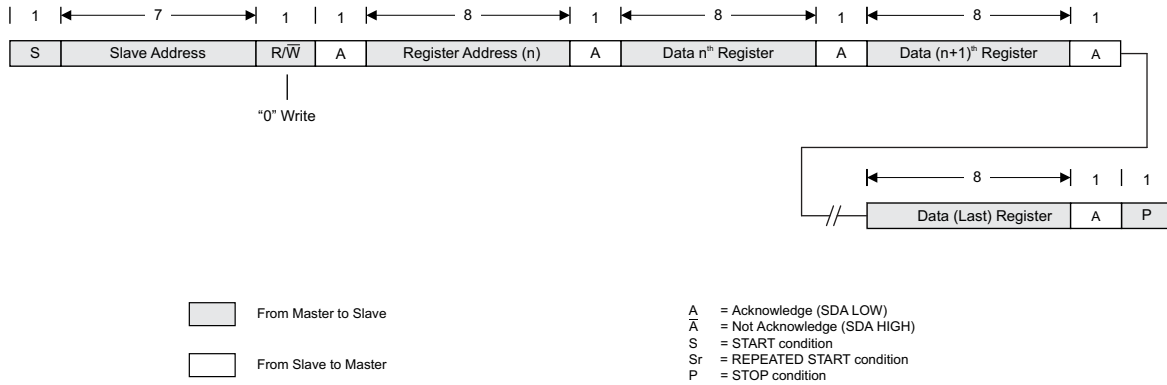 1 7 1 1 8 1 8 1 8 1
S Slave Address R/W̅ A Register Address (n) A Data nᵗʰ Register A Data (n+1)ᵗʰ Register A
“0” Write
8 1 1
Data (Last) Register A P
From Master to Slave
From Slave to Master
A = Acknowledge (SDA LOW)
A̅ = Not Acknowledge (SDA HIGH)
S = START condition
Sr = REPEATED START condition
P = STOP condition